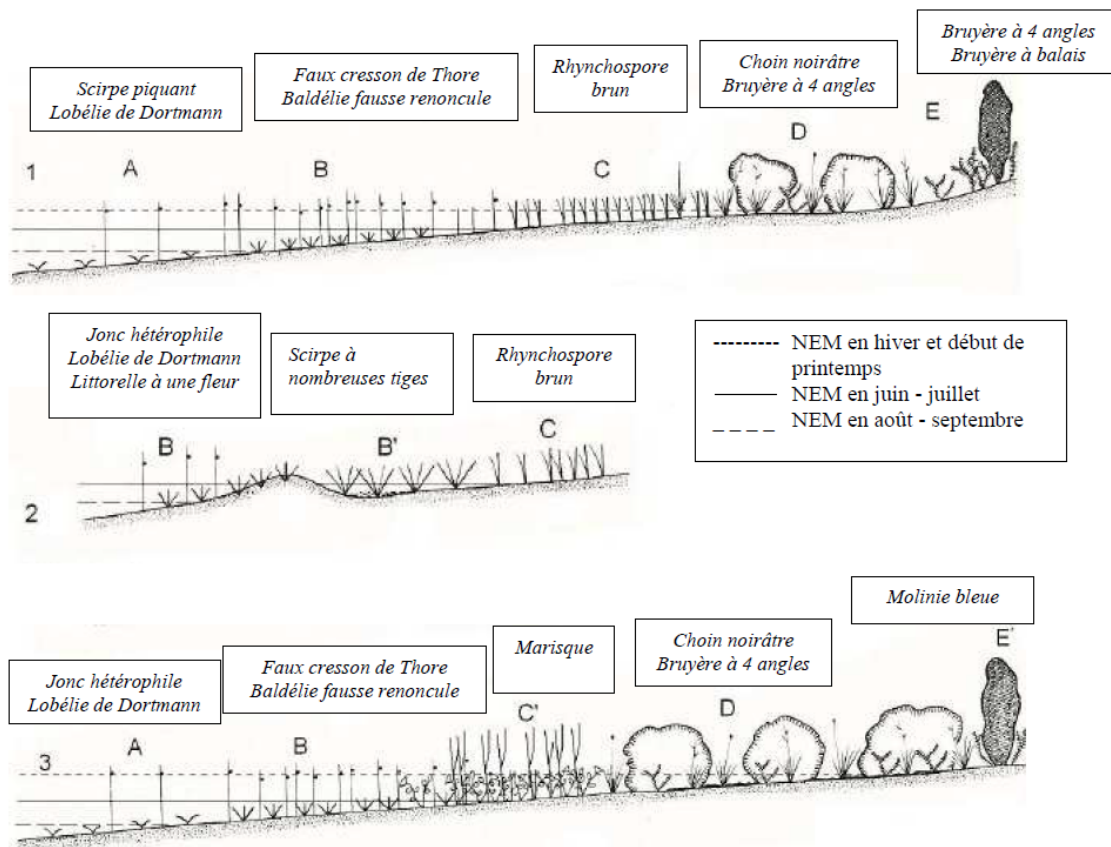 Bruyère à 4 angles
Bruyère à balais
Choin noirâtre
Bruyère à 4 angles
Rhynchospore
brun
Faux cresson de Thore
Baldélie fausse renoncule
Scirpe piquant
Lobélie de Dortmann
1
A
B
C
D
E
Jonc hétérophile
Lobélie de Dortmann
Littorelle à une fleur
Scirpe à
nombreuses tiges
Rhynchospore
brun
NEM en hiver et début de
printemps
NEM en juin - juillet
NEM en août - septembre
B
B'
C
2
Molinie bleue
Marisque
Choin noirâtre
Bruyère à 4 angles
Faux cresson de Thore
Baldélie fausse renoncule
Jonc hétérophile
Lobélie de Dortmann
3
A
B
C'
D
E'